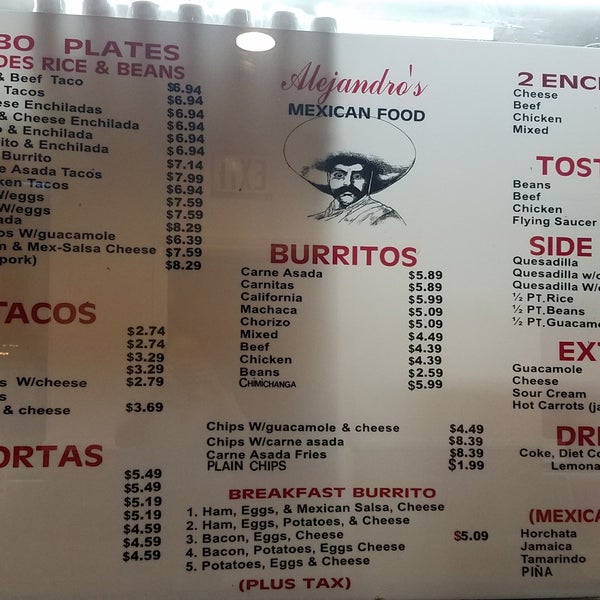 BO PLATES
DES RICE & BEANS
& Beef Taco $6.94
Tacos $6.94
ese Enchiladas $6.94
& Cheese Enchilada $6.94
& Enchilada $6.94
ito & Enchilada $6.94
Burrito $7.14
e Asada Tacos $7.99
ken Tacos $6.94
W/eggs $7.59
W/eggs $7.59
ada $8.29
os W/guacamole $6.39
m & Mex-Salsa Cheese $7.59
pork) $8.29
TACOS
$2.74
$2.74
$3.29
$3.29
s W/cheese $2.79
s
& cheese $3.69
ORTAS
$5.49
$5.49
$5.19
$5.19
$4.59
$4.59
$4.59
Alejandro's
MEXICAN FOOD
EXIT
BURRITOS
Carne Asada $5.89
Carnitas $5.89
California $5.99
Machaca $5.09
Chorizo $5.09
Mixed $4.49
Beef $4.39
Chicken $4.39
Beans $2.59
CHIMICHANGA $5.99
Chips W/guacamole & cheese $4.49
Chips W/carne asada $8.39
Carne Asada Fries $8.39
PLAIN CHIPS $1.99
BREAKFAST BURRITO
1. Ham, Eggs, & Mexican Salsa, Cheese
2. Ham, Eggs, Potatoes, & Cheese
3. Bacon, Eggs, Cheese $5.09
4. Bacon, Potatoes, Eggs Cheese
5. Potatoes, Eggs & Cheese
(PLUS TAX)
2 ENCH
Cheese
Beef
Chicken
Mixed
TOST
Beans
Beef
Chicken
Flying Saucer
SIDE
Quesadilla
Quesadilla w/c
Quesadilla W/
½ PT.Rice
½ PT.Beans
½ PT.Guacamo
EXT
Guacamole
Cheese
Sour Cream
Hot Carrots (ja
DRI
Coke, Diet Co
Lemona
(MEXICA
Horchata
Jamaica
Tamarindo
PIÑA